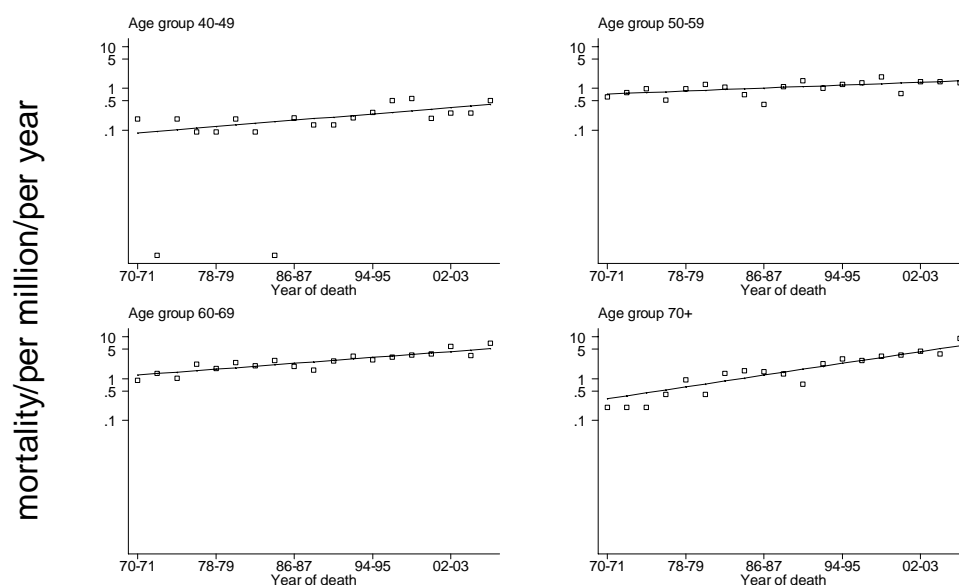 mortality/per million/per year
Age group 40-49
10
5
1
.5
.1
70-71 78-79 86-87 94-95 02-03
Year of death
Age group 50-59
10
5
1
.5
.1
70-71 78-79 86-87 94-95 02-03
Year of death
Age group 60-69
10
5
1
.5
.1
70-71 78-79 86-87 94-95 02-03
Year of death
Age group 70+
10
5
1
.5
.1
70-71 78-79 86-87 94-95 02-03
Year of death